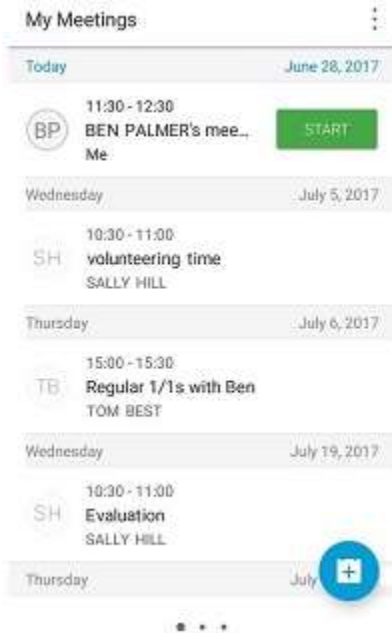 My Meetings
Today June 28, 2017
11:30 - 12:30
BP BEN PALMER's mee... START
Me
Wednesday July 5, 2017
10:30 - 11:00
SH volunteering time
SALLY HILL
Thursday July 6, 2017
15:00 - 15:30
TB Regular 1/1s with Ben
TOM BEST
Wednesday July 19, 2017
10:30 - 11:00
SH Evaluation
SALLY HILL
Thursday July